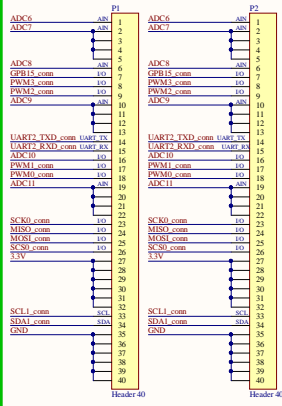 P1 P2
ADC6 AIN 1 ADC6 AIN 1
ADC7 AIN 2 ADC7 AIN 2
3 3
4 4
5 5
ADC8 AIN 6 ADC8 AIN 6
GPB15_conn I/O 7 GPB15_conn I/O 7
PWM3_conn I/O 8 PWM3_conn I/O 8
PWM2_conn I/O 9 PWM2_conn I/O 9
ADC9 AIN 10 ADC9 AIN 10
11 11
12 12
13 13
UART2_TXD_conn UART_TX 14 UART2_TXD_conn UART_TX 14
UART2_RXD_conn UART_RX 15 UART2_RXD_conn UART_RX 15
ADC10 I/O 16 ADC10 I/O 16
PWM1_conn I/O 17 PWM1_conn I/O 17
PWM0_conn I/O 18 PWM0_conn I/O 18
ADC11 AIN 19 ADC11 AIN 19
20 20
21 21
22 22
SCK0_conn I/O 23 SCK0_conn I/O 23
MISO_conn I/O 24 MISO_conn I/O 24
MOSI_conn I/O 25 MOSI_conn I/O 25
SCS0_conn I/O 26 SCS0_conn I/O 26
3.3V 27 3.3V 27
28 28
29 29
30 30
31 31
32 32
SCL1_conn SCL 33 SCL1_conn SCL 33
SDA1_conn SDA 34 SDA1_conn SDA 34
GND 35 GND 35
36 36
37 37
38 38
39 39
40 40
Header 40 Header 40